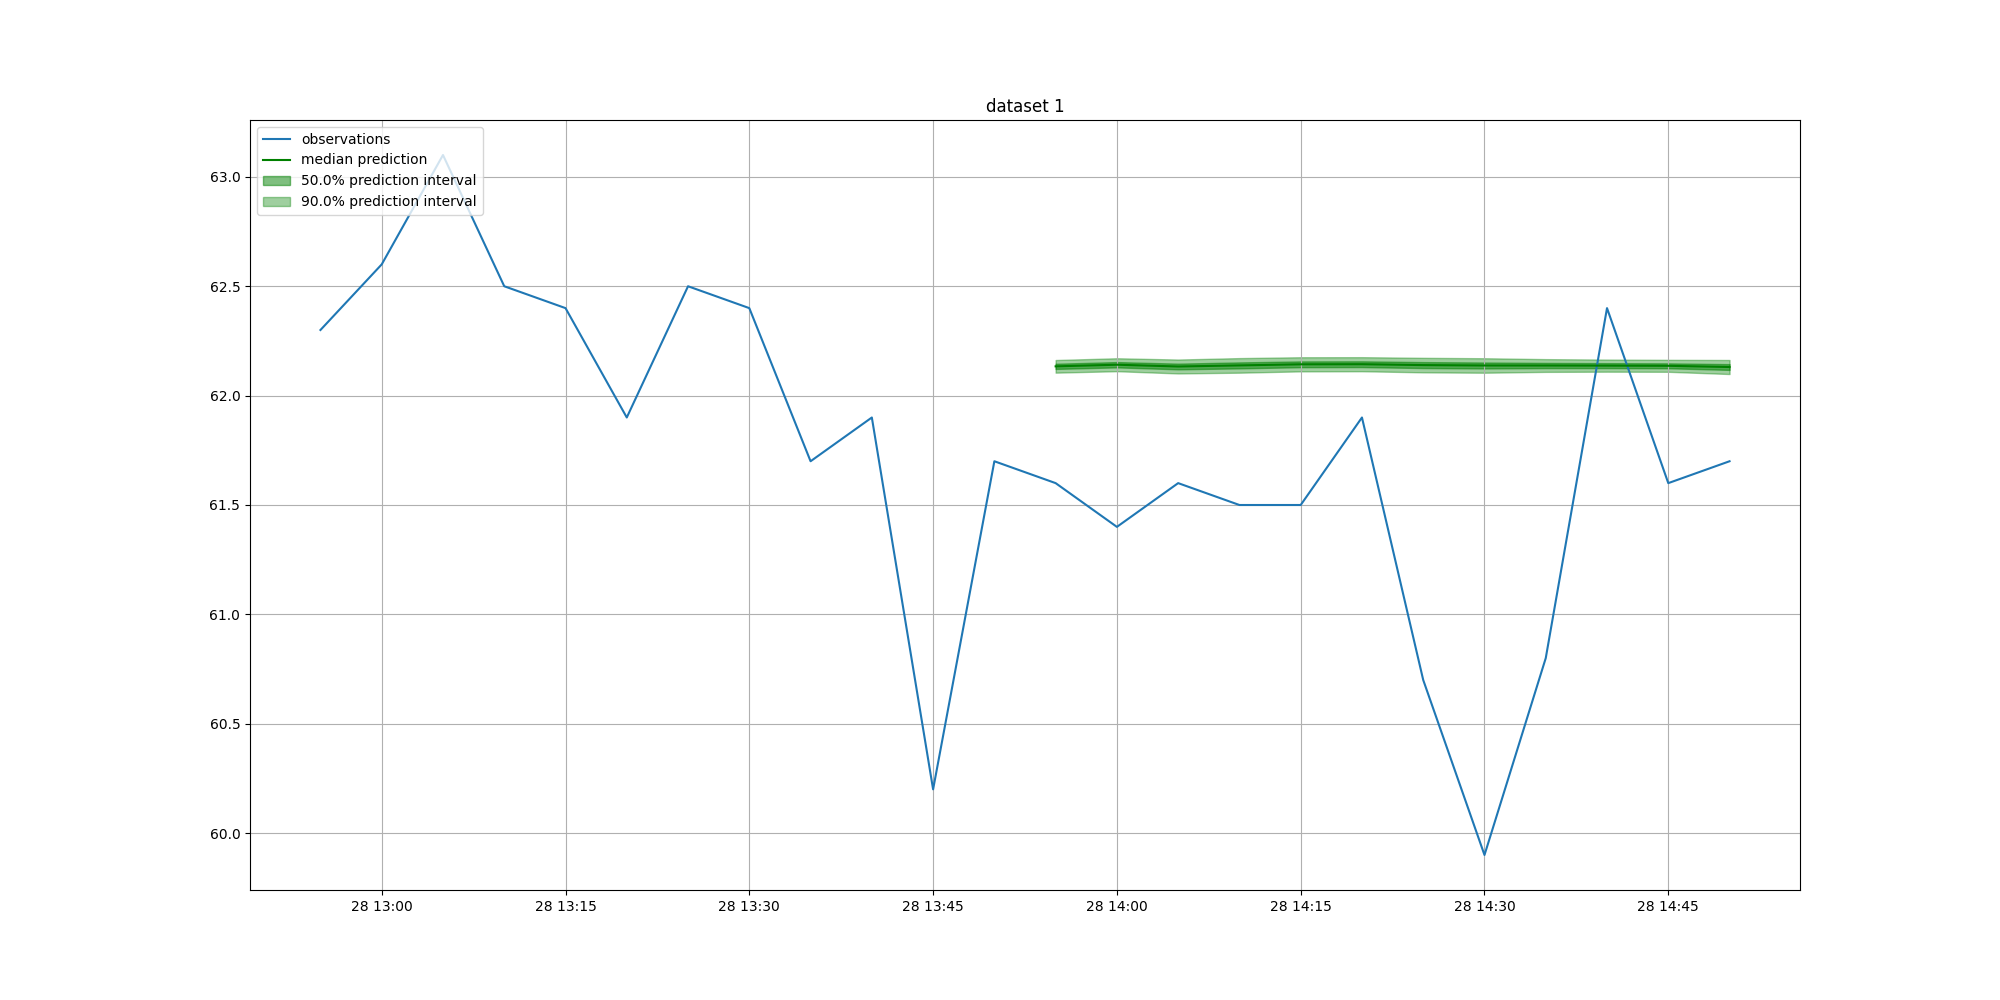 dataset 1
observations
median prediction
50.0% prediction interval
90.0% prediction interval
63.0
62.5
62.0
61.5
61.0
60.5
60.0
28 13:00 28 13:15 28 13:30 28 13:45 28 14:00 28 14:15 28 14:30 28 14:45